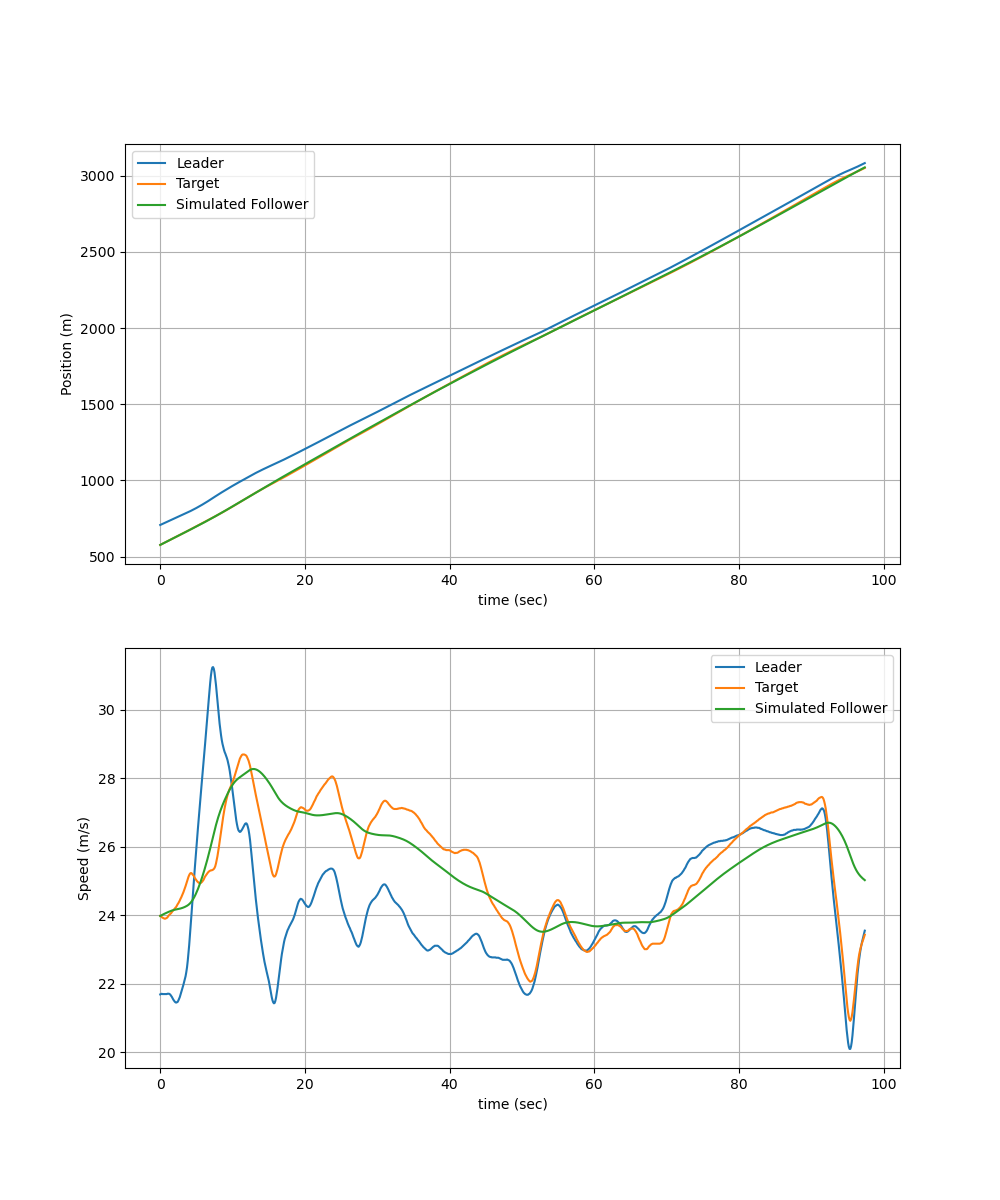 Leader
Target
Simulated Follower
3000
2500
2000
1500
1000
500
Position (m)
0 20 40 60 80 100
time (sec)
Leader
Target
Simulated Follower
30
28
26
24
22
20
Speed (m/s)
0 20 40 60 80 100
time (sec)